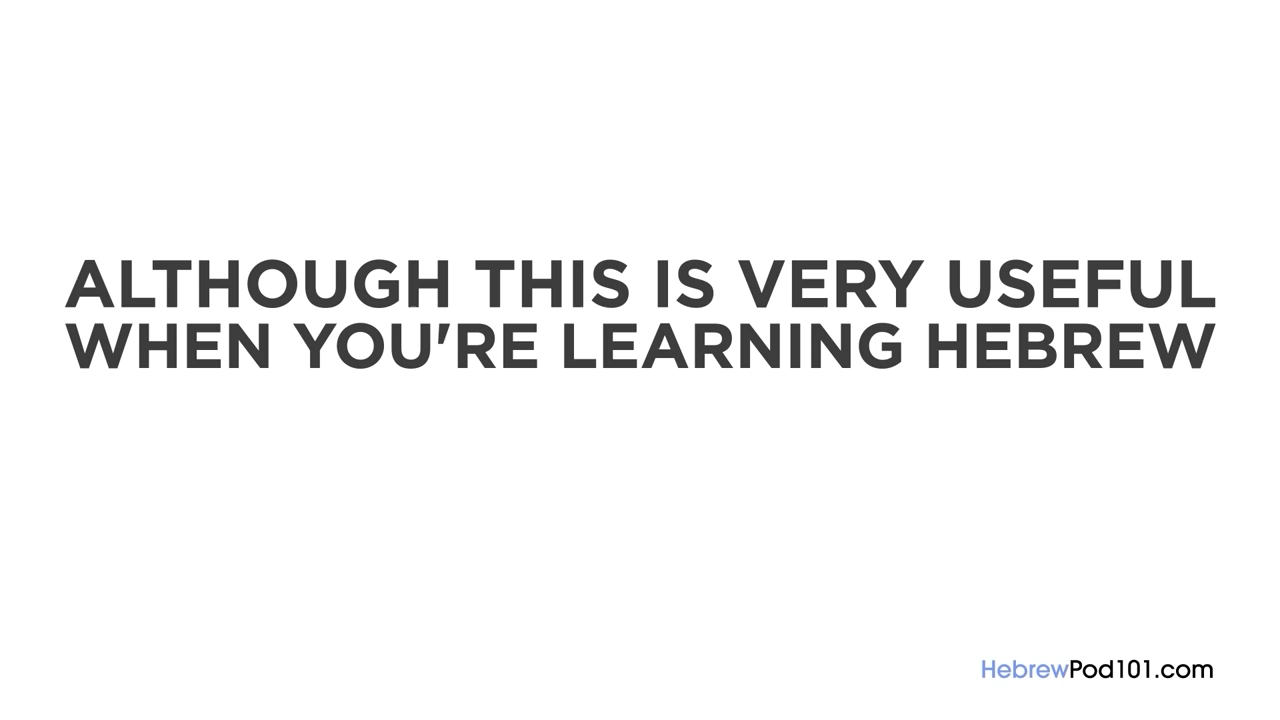 ALTHOUGH THIS IS VERY USEFUL
WHEN YOU'RE LEARNING HEBREW
HebrewPod101.com